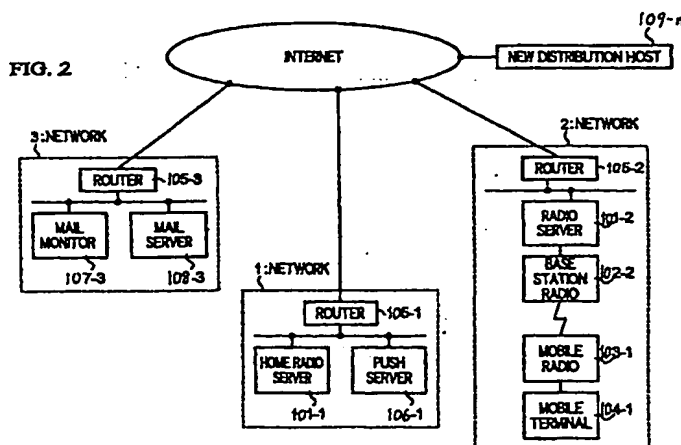 FIG. 2
INTERNET
109-n
NEW DISTRIBUTION HOST
3:NETWORK
ROUTER
105-3
MAIL
MONITOR
MAIL
SERVER
107-3
108-3
1:NETWORK
ROUTER
105-1
HOME RADIO
SERVER
PUSH
SERVER
101-1
106-1
2:NETWORK
ROUTER
105-2
RADIO
SERVER
101-2
BASE
STATION
RADIO
102-2
MOBILE
RADIO
103-1
MOBILE
TERMINAL
104-1